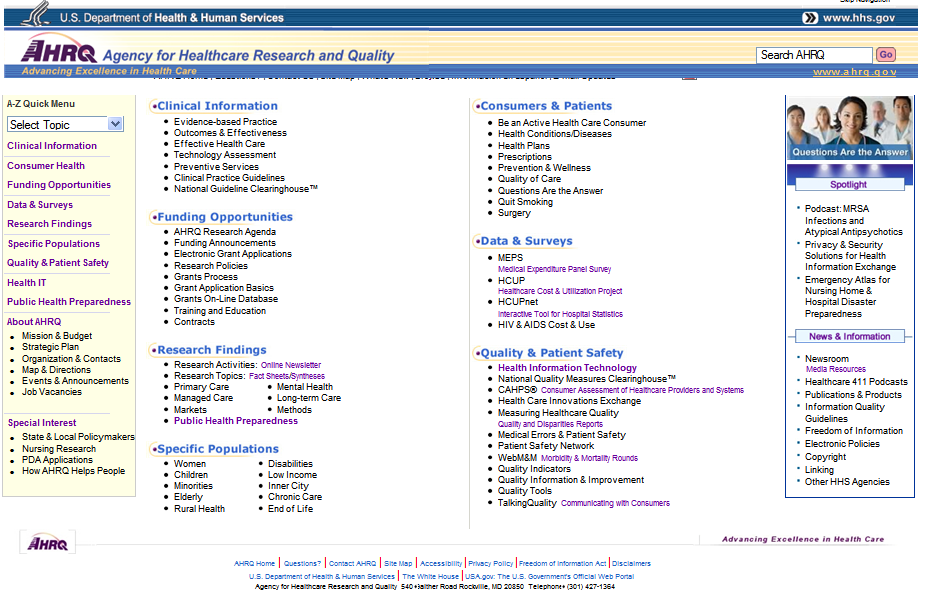 Skip Navigation
U.S. Department of Health & Human Services
www.hhs.gov
AHRQ Agency for Healthcare Research and Quality
Search AHRQ
Go
Advancing Excellence in Health Care
www.ahrq.gov
A-Z Quick Menu
Select Topic
Clinical Information
Consumer Health
Funding Opportunities
Data & Surveys
Research Findings
Specific Populations
Quality & Patient Safety
Health IT
Public Health Preparedness
About AHRQ
Mission & Budget
Strategic Plan
Organization & Contacts
Map & Directions
Events & Announcements
Job Vacancies
Special Interest
State & Local Policymakers
Nursing Research
PDA Applications
How AHRQ Helps People
Clinical Information
Evidence-based Practice
Outcomes & Effectiveness
Effective Health Care
Technology Assessment
Preventive Services
Clinical Practice Guidelines
National Guideline Clearinghouse™
Funding Opportunities
AHRQ Research Agenda
Funding Announcements
Electronic Grant Applications
Research Policies
Grants Process
Grant Application Basics
Grants On-Line Database
Training and Education
Contracts
Research Findings
Research Activities: Online Newsletter
Research Topics: Fact Sheets/Syntheses
Primary Care
Mental Health
Managed Care
Long-term Care
Markets
Methods
Public Health Preparedness
Specific Populations
Women
Disabilities
Children
Low Income
Minorities
Inner City
Elderly
Chronic Care
Rural Health
End of Life
Consumers & Patients
Be an Active Health Care Consumer
Health Conditions/Diseases
Health Plans
Prescriptions
Prevention & Wellness
Quality of Care
Questions Are the Answer
Quit Smoking
Surgery
Data & Surveys
MEPS
Medical Expenditure Panel Survey
HCUP
Healthcare Cost & Utilization Project
HCUPnet
Interactive Tool for Hospital Statistics
HIV & AIDS Cost & Use
Quality & Patient Safety
Health Information Technology
National Quality Measures Clearinghouse™
CAHPS® Consumer Assessment of Healthcare Providers and Systems
Health Care Innovations Exchange
Measuring Healthcare Quality
Quality and Disparities Reports
Medical Errors & Patient Safety
Patient Safety Network
WebM&M Morbidity & Mortality Rounds
Quality Indicators
Quality Information & Improvement
Quality Tools
TalkingQuality Communicating with Consumers
Questions Are the Answer
Spotlight
Podcast: MRSA
Infections and
Atypical Antipsychotics
Privacy & Security
Solutions for Health
Information Exchange
Emergency Atlas for
Nursing Home &
Hospital Disaster
Preparedness
News & Information
Newsroom
Media Resources
Healthcare 411 Podcasts
Publications & Products
Information Quality
Guidelines
Freedom of Information
Electronic Policies
Copyright
Linking
Other HHS Agencies
AHRQ
Advancing Excellence in Health Care
AHRQ Home | Questions? | Contact AHRQ | Site Map | Accessibility | Privacy Policy | Freedom of Information Act | Disclaimers
U.S. Department of Health & Human Services | The White House | USA.gov: The U.S. Government's Official Web Portal
Agency for Healthcare Research and Quality 540 Gaither Road Rockville, MD 20850 Telephone: (301) 427-1364